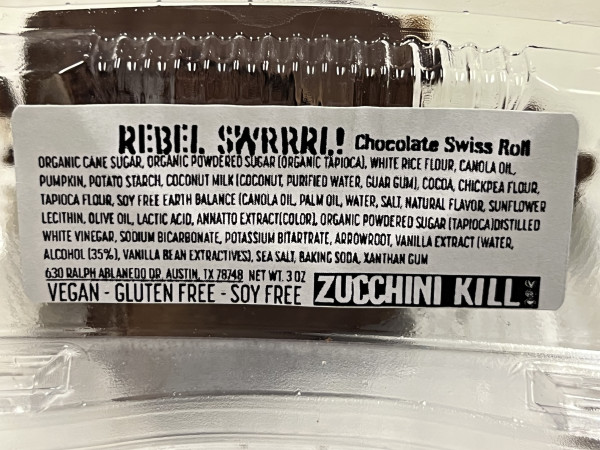 REBEL SWRRRL! Chocolate Swiss Roll
ORGANIC CANE SUGAR, ORGANIC POWDERED SUGAR (ORGANIC TAPIOCA), WHITE RICE FLOUR, CANOLA OIL,
PUMPKIN, POTATO STARCH, COCONUT MILK (COCONUT, PURIFIED WATER, GUAR GUM), COCOA, CHICKPEA FLOUR,
TAPIOCA FLOUR, SOY FREE EARTH BALANCE (CANOLA OIL, PALM OIL, WATER, SALT, NATURAL FLAVOR, SUNFLOWER
LECITHIN, OLIVE OIL, LACTIC ACID, ANNATTO EXTRACT(COLOR), ORGANIC POWDERED SUGAR (TAPIOCA)DISTILLED
WHITE VINEGAR, SODIUM BICARBONATE, POTASSIUM BITARTRATE, ARROWROOT, VANILLA EXTRACT (WATER,
ALCOHOL (35%), VANILLA BEAN EXTRACTIVES), SEA SALT, BAKING SODA, XANTHAN GUM
630 RALPH ABLANEDO DR. AUSTIN, TX 78748 NET WT. 3 OZ
VEGAN - GLUTEN FREE - SOY FREE ZUCCHINI KILL